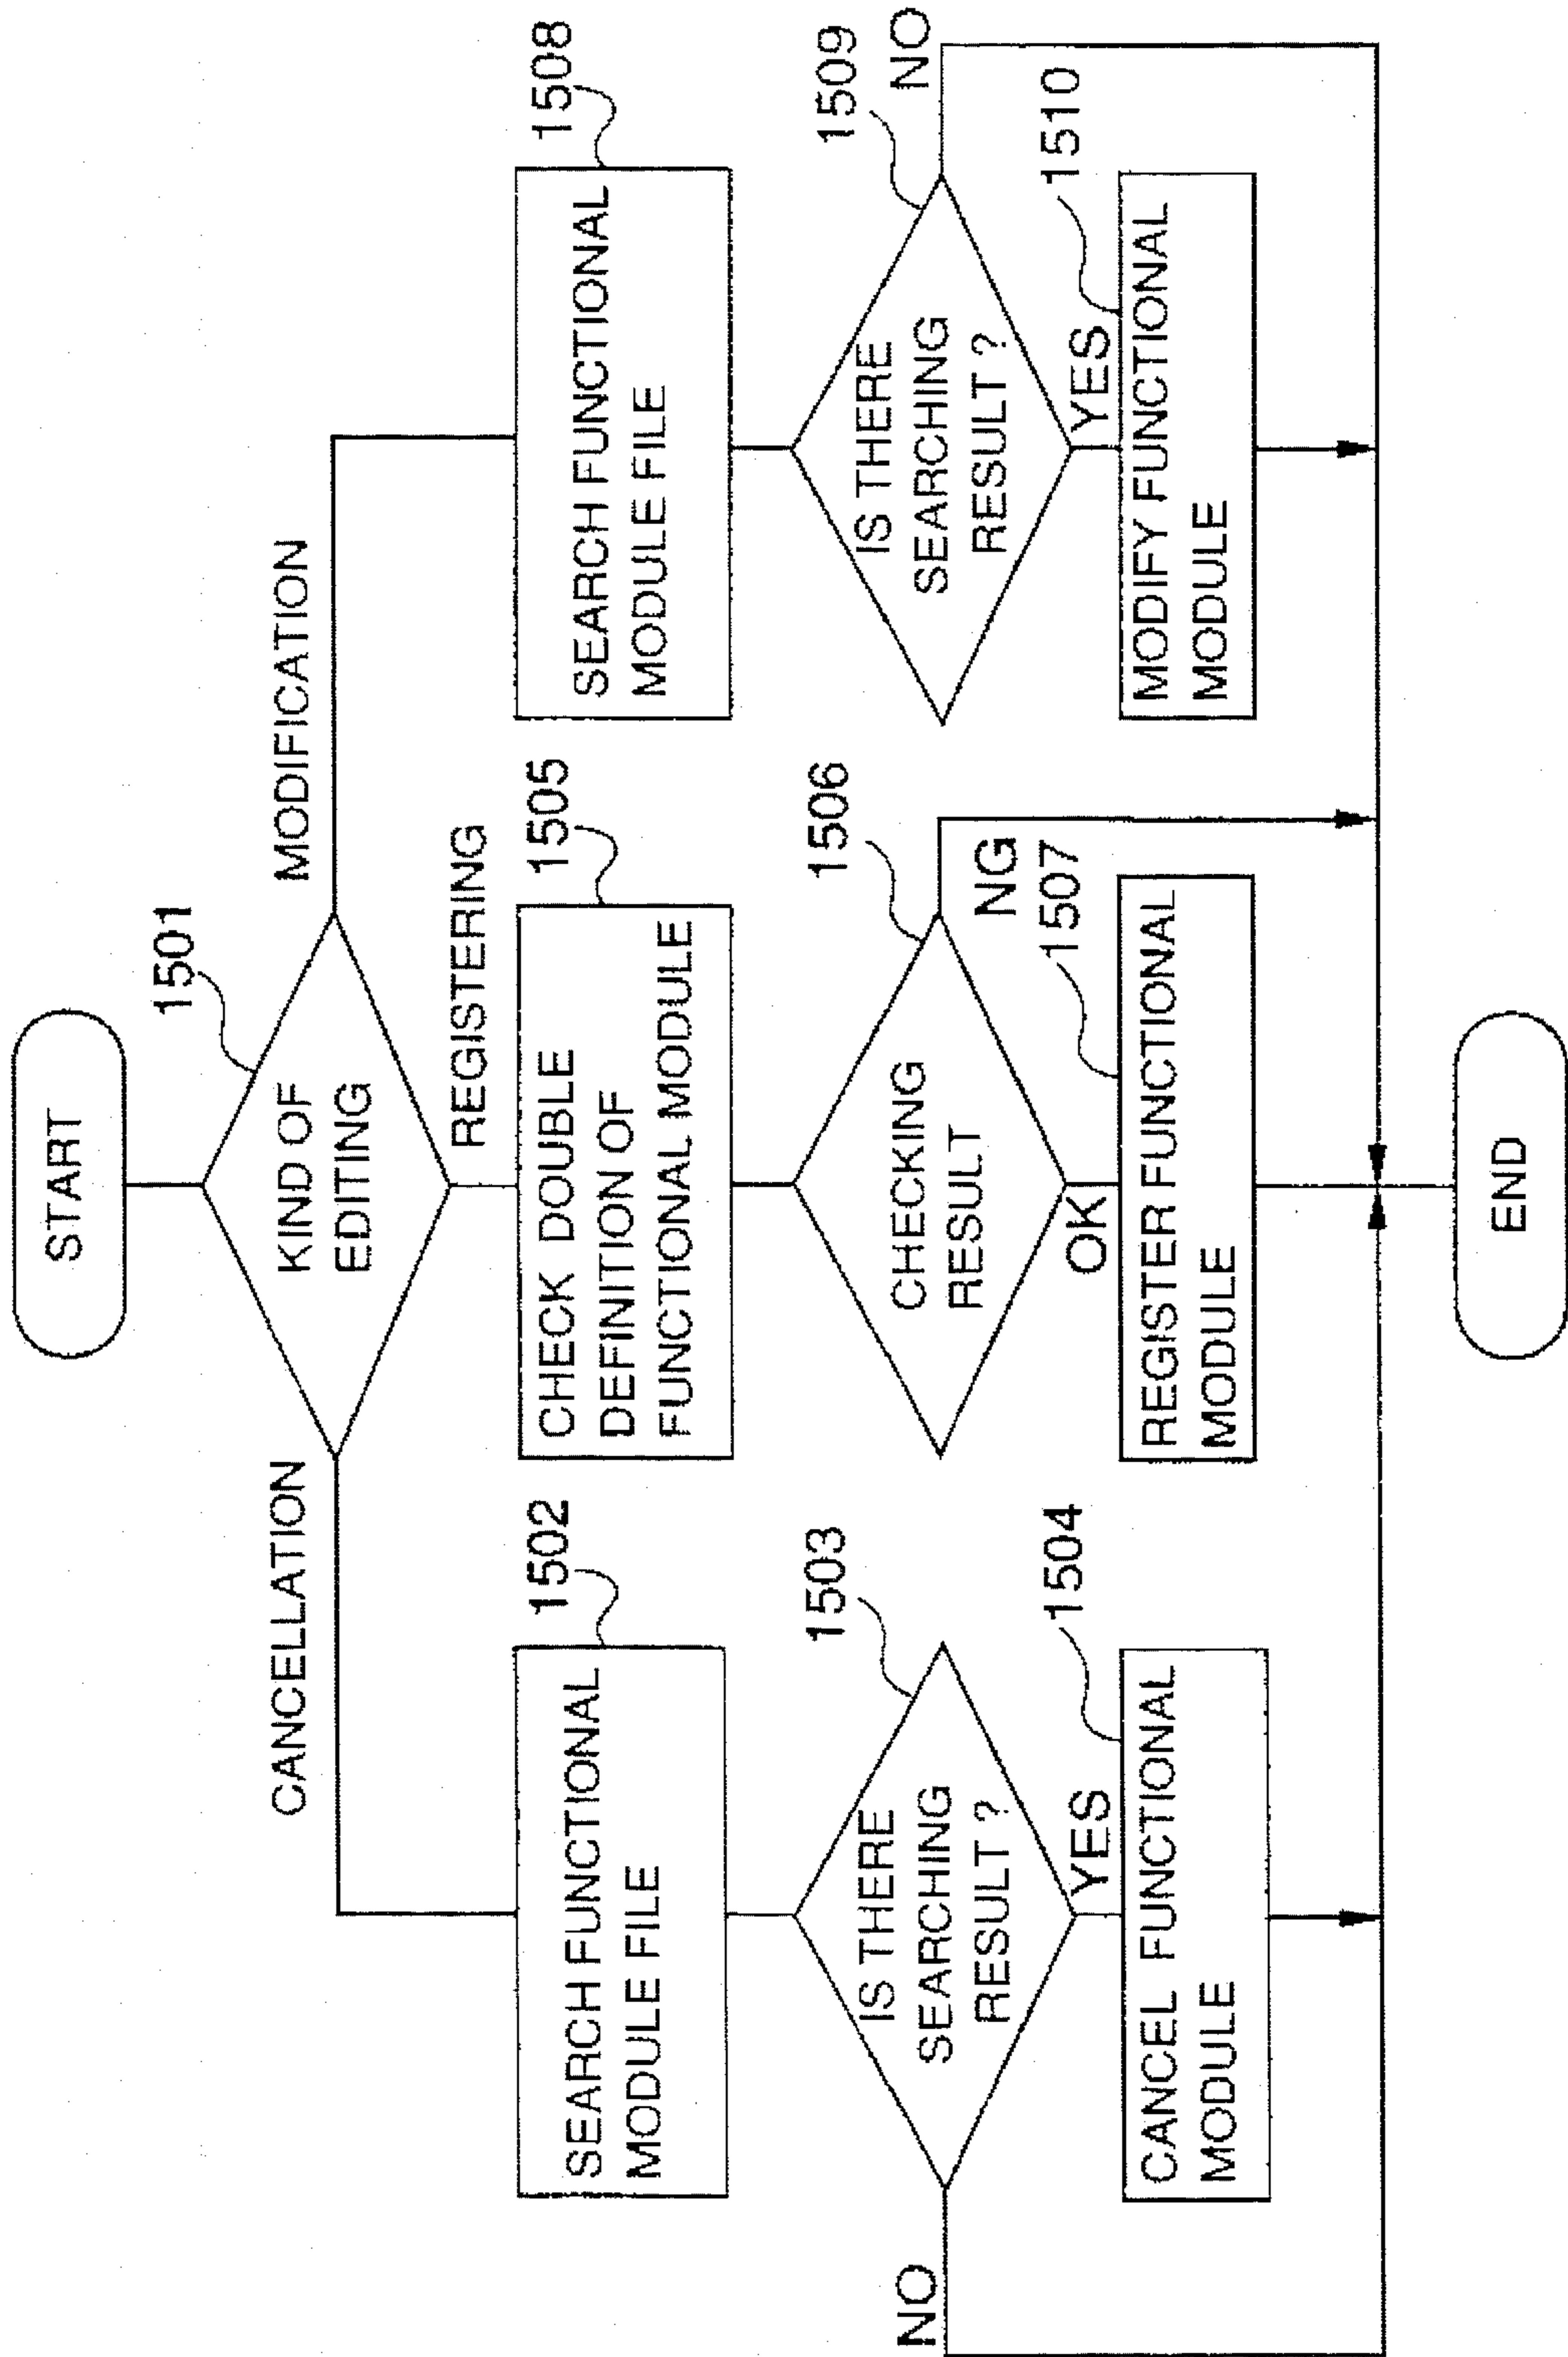 START
1501
KIND OF
EDITING
CANCELLATION
REGISTERING
MODIFICATION
1502
SEARCH FUNCTIONAL
MODULE FILE
1505
CHECK DOUBLE
DEFINITION OF
FUNCTIONAL MODULE
1508
SEARCH FUNCTIONAL
MODULE FILE
1503
IS THERE
SEARCHING
RESULT ?
NO
YES
1506
CHECKING
RESULT
NG
OK
1509
IS THERE
SEARCHING
RESULT ?
NO
YES
1504
CANCEL FUNCTIONAL
MODULE
1507
REGISTER FUNCTIONAL
MODULE
1510
MODIFY FUNCTIONAL
MODULE
END